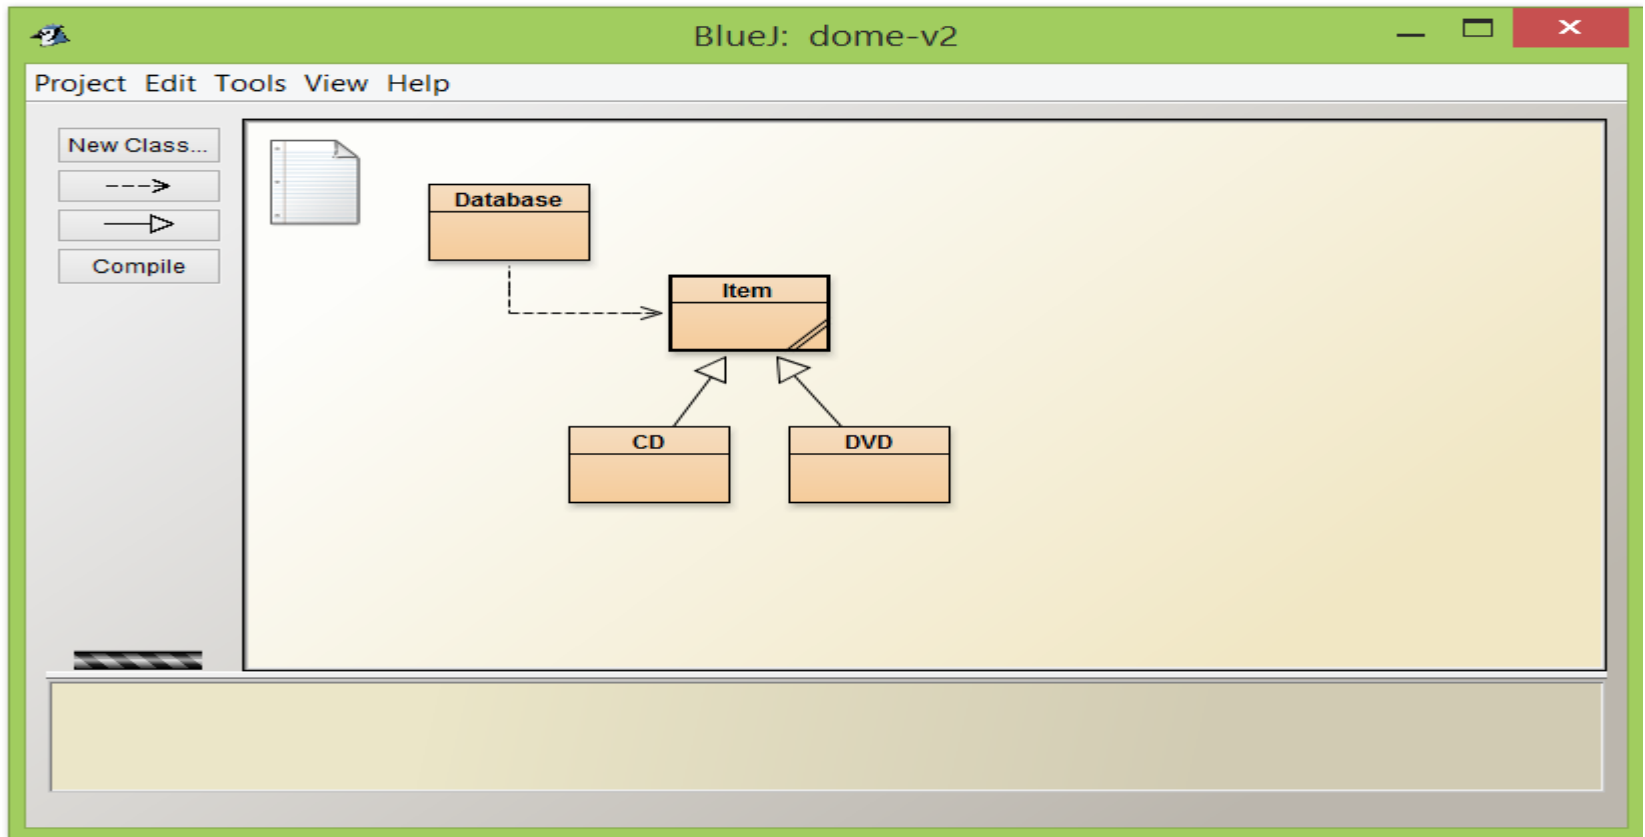 BlueJ: dome-v2
Project Edit Tools View Help
New Class...
Compile
Database
Item
CD
DVD